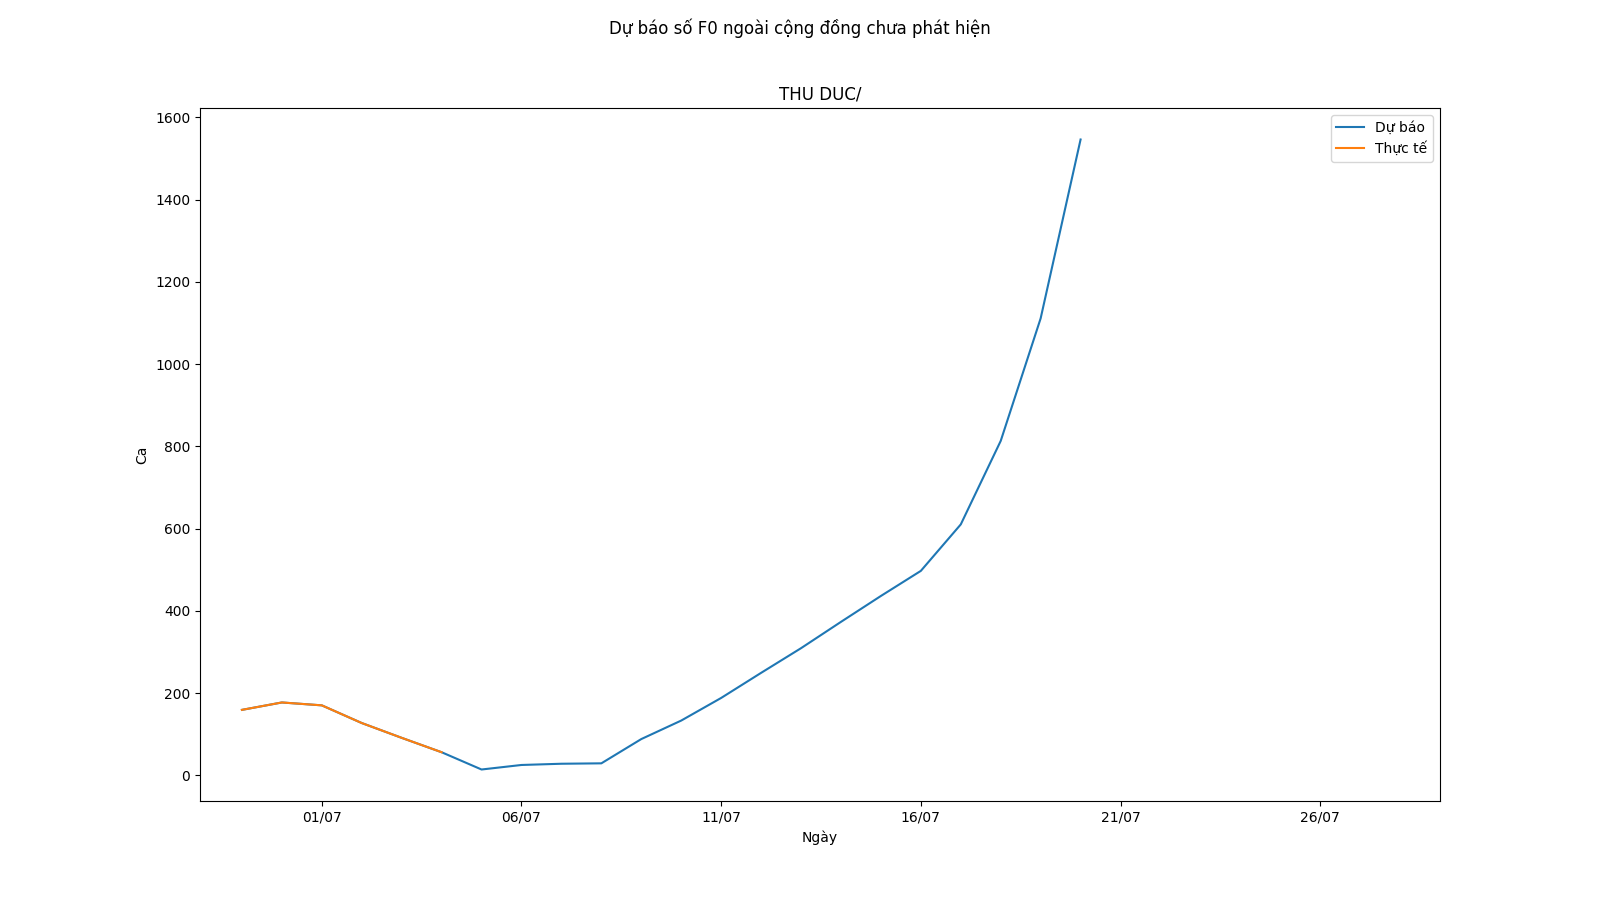 Dự báo số F0 ngoài cộng đồng chưa phát hiện
THU DUC/
1600
1400
1200
1000
800
600
400
200
0
Ca
Dự báo
Thực tế
01/07
06/07
11/07
16/07
21/07
26/07
Ngày